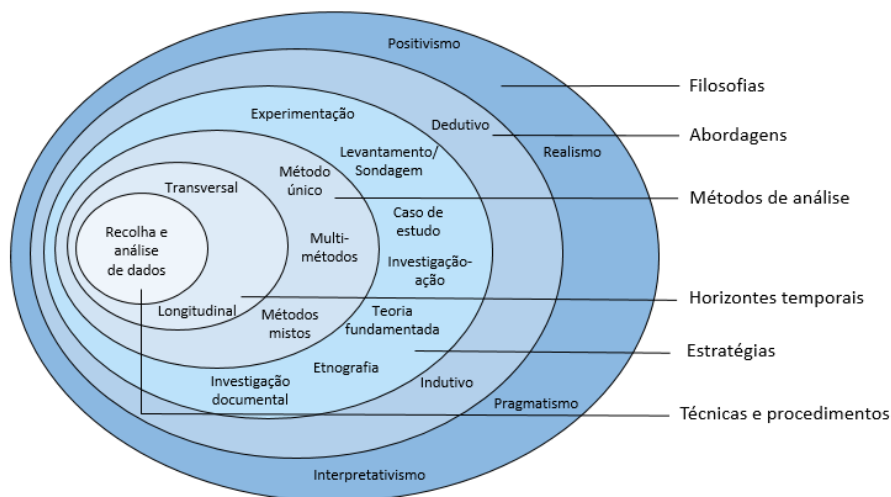 Positivismo
Filosofias
Experimentação
Dedutivo
Abordagens
Levantamento/
Sondagem
Realismo
Método
único
Transversal
Métodos de análise
Caso de
estudo
Recolha e
análise
de dados
Multi-
métodos
Investigação-
ação
Horizontes temporais
Longitudinal
Métodos
mistos
Teoria
fundamentada
Estratégias
Etnografia
Indutivo
Investigação
documental
Pragmatismo
Técnicas e procedimentos
Interpretativismo